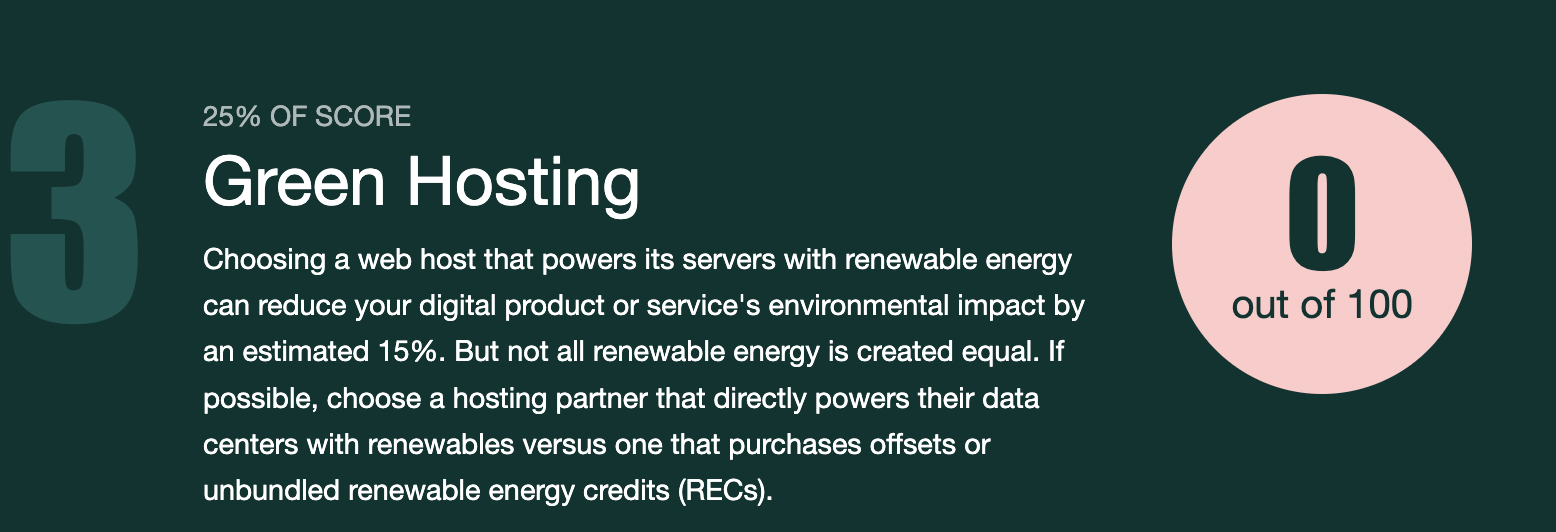 3
25% OF SCORE
Green Hosting
Choosing a web host that powers its servers with renewable energy
can reduce your digital product or service's environmental impact by
an estimated 15%. But not all renewable energy is created equal. If
possible, choose a hosting partner that directly powers their data
centers with renewables versus one that purchases offsets or
unbundled renewable energy credits (RECs).
0
out of 100